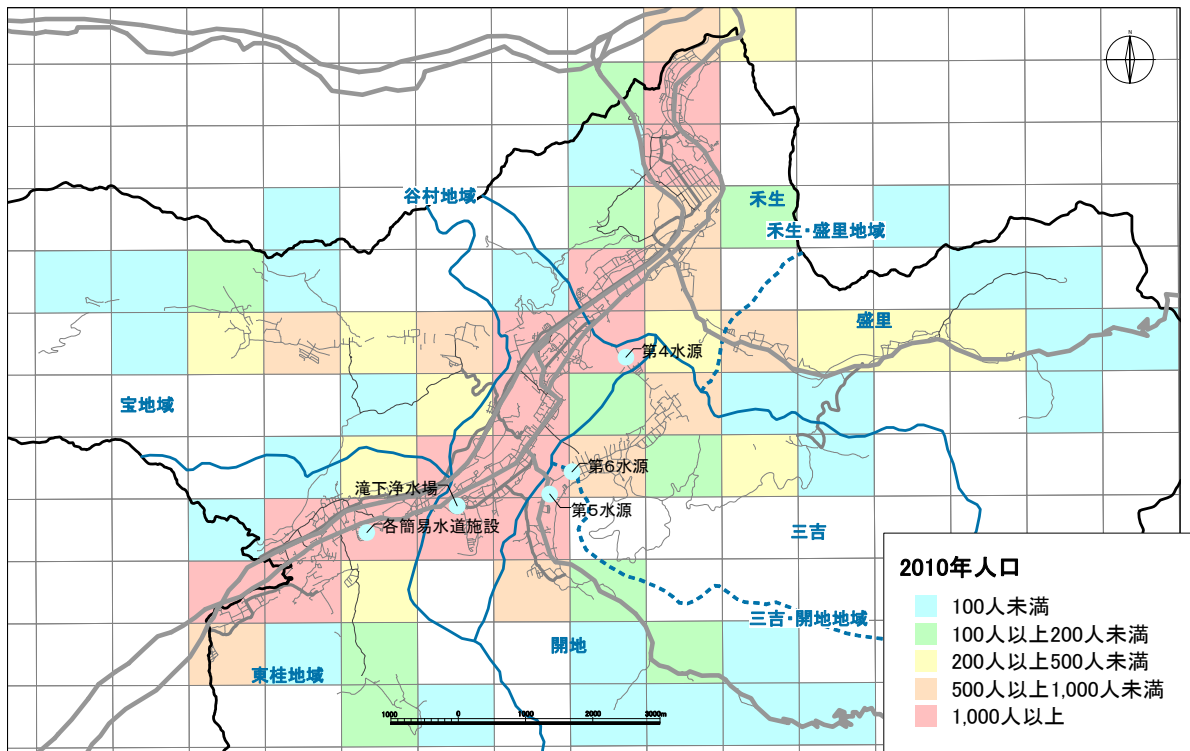 N
谷村地域
禾生
禾生・盛里地域
盛里
第4水源
宝地域
第6水源
滝下浄水場
第5水源
各簡易水道施設
三吉
三吉・開地地域
開地
東桂地域
1000 0 1000 2000 3000m
2010年人口
100人未満
100人以上200人未満
200人以上500人未満
500人以上1,000人未満
1,000人以上